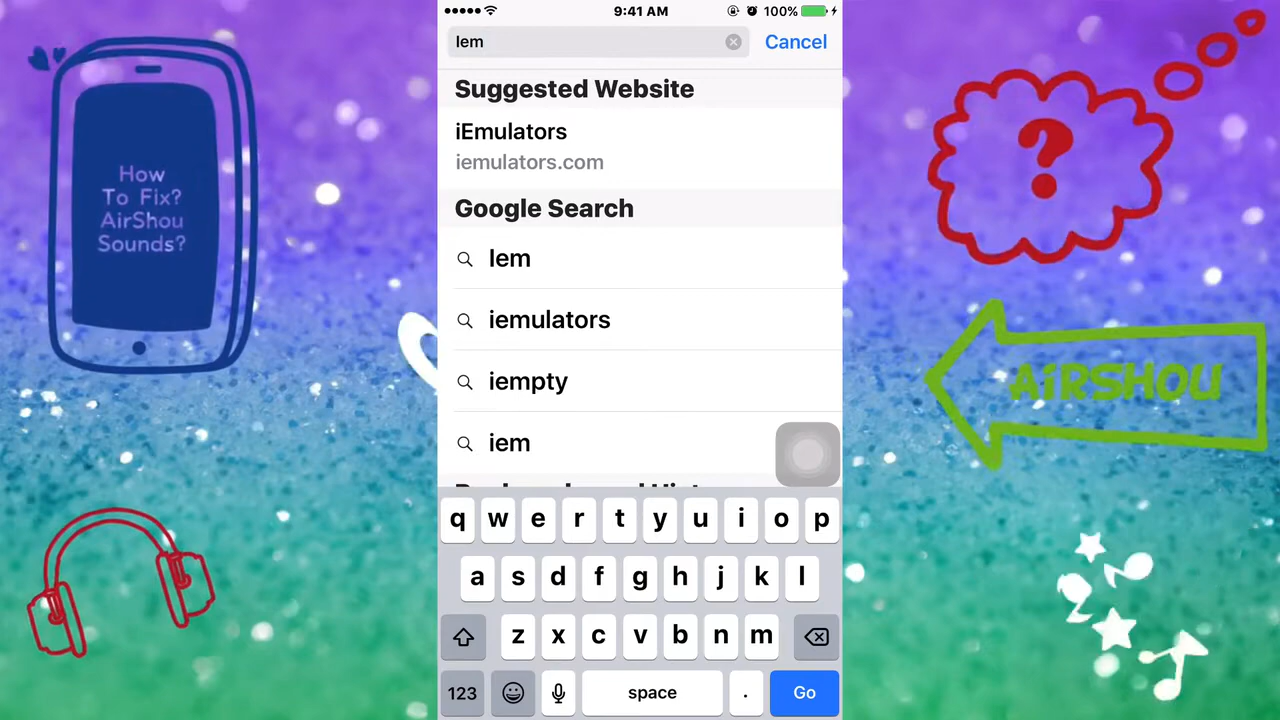 How
To Fix?
AirShou
Sounds?
9:41 AM
100%
Iem
Cancel
Suggested Website
iEmulators
iemulators.com
Google Search
Iem
iemulators
iempty
iem
?
AiRSHOU
q w e r t y u i o p
a s d f g h j k l
z x c v b n m
123
space
.
Go